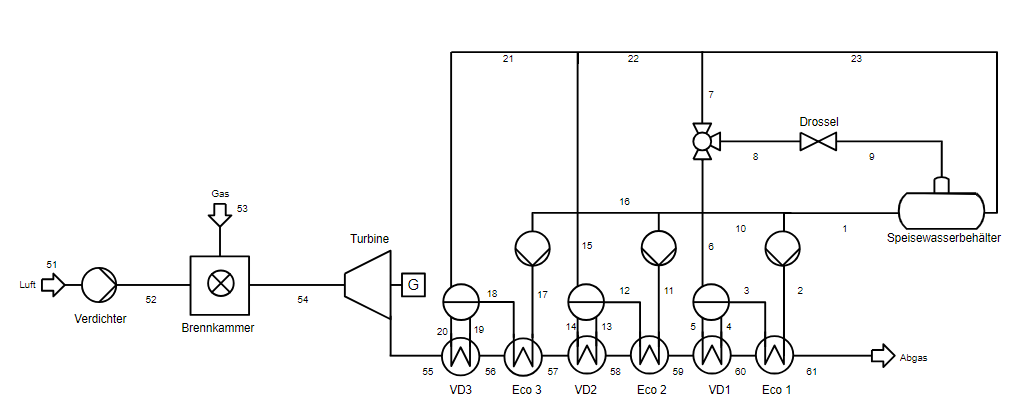 21
22
23
7
Drossel
8
9
Gas
53
16
10
1
Speisewasserbehälter
Turbine
15
6
51
Luft
52
54
G
18
17
12
11
3
2
Verdichter
Brennkammer
20
19
14
13
5
4
Abgas
55
56
57
58
59
60
61
VD3
Eco 3
VD2
Eco 2
VD1
Eco 1